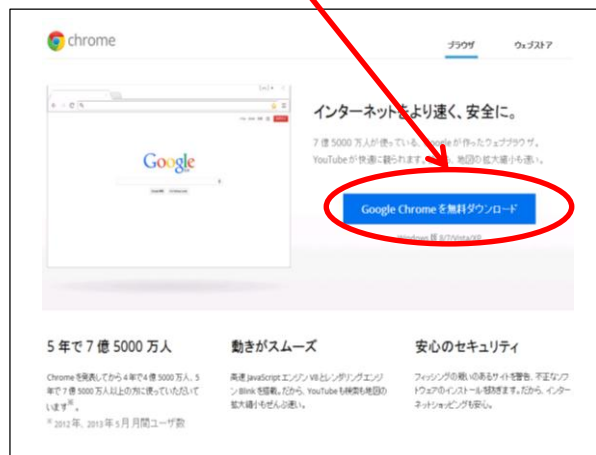 chrome
ブラウザ ウェブストア
Google
インターネットをより速く、安全に。
7 億 5000 万人が使っている、Google が作ったウェブブラウザ。
YouTube が快適に観られます。 地図の拡大縮小も速い。
Google Chrome を無料ダウンロード
Windows 版 8/7/Vista/XP
5 年で 7 億 5000 万人
Chrome を発表してから 4 年で 4 億 5000 万人、5
年で 7 億 5000 万人以上の方に使っていただいて
います※。
※ 2012 年、2013 年 5 月 月間ユーザ数
動きがスムーズ
高速 JavaScript エンジン V8 とレンダリングエンジ
ン Blink を搭載。だから、YouTube も検索も地図の
拡大縮小もぜんぶ速い。
安心のセキュリティ
フィッシングの疑いのあるサイトを警告、不正なソフ
トウェアのインストールを防ぎます。だから、インター
ネットショッピングも安心。